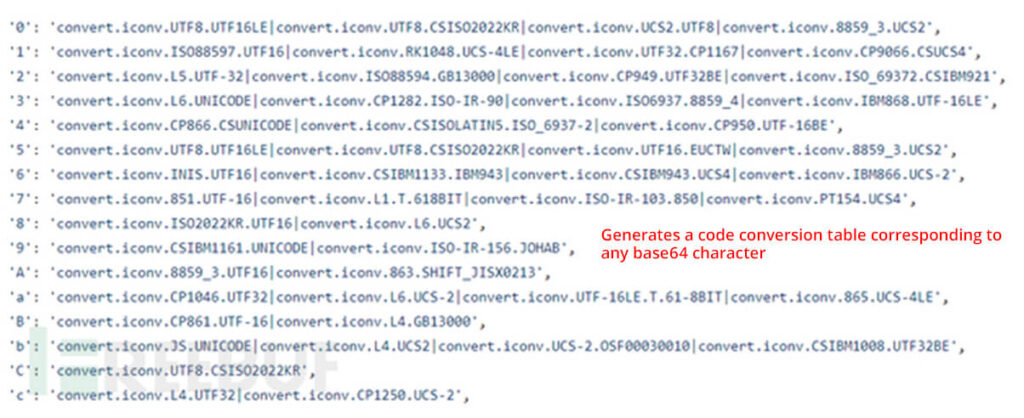 '0': 'convert.iconv.UTF8.UTF16LE|convert.iconv.UTF8.CSISO2022KR|convert.iconv.UCS2.UTF8|convert.iconv.8859_3.UCS2',
'1': 'convert.iconv.ISO88597.UTF16|convert.iconv.RK1048.UCS-4LE|convert.iconv.UTF32.CP1167|convert.iconv.CP9066.CSUCS4',
'2': 'convert.iconv.L5.UTF-32|convert.iconv.ISO88594.GB13000|convert.iconv.CP949.UTF32BE|convert.iconv.ISO_69372.CSIBM921',
'3': 'convert.iconv.L6.UNICODE|convert.iconv.CP1282.ISO-IR-90|convert.iconv.ISO6937.8859_4|convert.iconv.IBM868.UTF-16LE',
'4': 'convert.iconv.CP866.CSUNICODE|convert.iconv.CSISOLATIN5.ISO_6937-2|convert.iconv.CP950.UTF-16BE',
'5': 'convert.iconv.UTF8.UTF16LE|convert.iconv.UTF8.CSISO2022KR|convert.iconv.UTF16.EUCTW|convert.iconv.8859_3.UCS2',
'6': 'convert.iconv.INIS.UTF16|convert.iconv.CSIBM1133.IBM943|convert.iconv.CSIBM943.UCS4|convert.iconv.IBM866.UCS-2',
'7': 'convert.iconv.851.UTF-16|convert.iconv.L1.T.618BIT|convert.iconv.ISO-IR-103.850|convert.iconv.PT154.UCS4',
'8': 'convert.iconv.ISO2022KR.UTF16|convert.iconv.L6.UCS2',
'9': 'convert.iconv.CSIBM1161.UNICODE|convert.iconv.ISO-IR-156.JOHAB',
Generates a code conversion table corresponding to
any base64 character
'A': 'convert.iconv.8859_3.UTF16|convert.iconv.863.SHIFT_JISX0213',
'a': 'convert.iconv.CP1046.UTF32|convert.iconv.L6.UCS-2|convert.iconv.UTF-16LE.T.61-8BIT|convert.iconv.865.UCS-4LE',
'B': 'convert.iconv.CP861.UTF-16|convert.iconv.L4.GB13000',
'b': 'convert.iconv.JS.UNICODE|convert.iconv.L4.UCS2|convert.iconv.UCS-2.OSF00030010|convert.iconv.CSIBM1008.UTF32BE',
'C': 'convert.iconv.UTF8.CSISO2022KR',
'c': 'convert.iconv.L4.UTF32|convert.iconv.CP1250.UCS-2',
FREEBUF